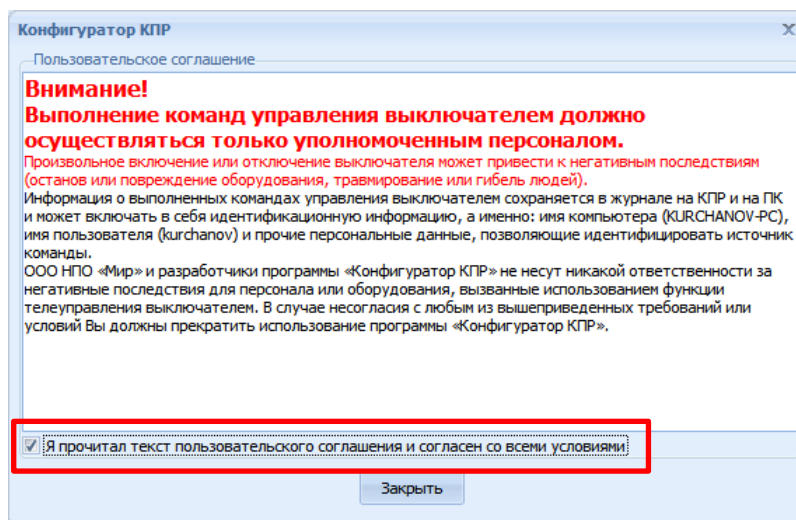 Конфигуратор КПР
Пользовательское соглашение
Внимание!
Выполнение команд управления выключателем должно
осуществляться только уполномоченным персоналом.
Произвольное включение или отключение выключателя может привести к негативным последствиям
(останов или повреждение оборудования, травмирование или гибель людей).
Информация о выполненных командах управления выключателем сохраняется в журнале на КПР и на ПК
и может включать в себя идентификационную информацию, а именно: имя компьютера (KURCHANOV-PC),
имя пользователя (kurchanov) и прочие персональные данные, позволяющие идентифицировать источник
команды.
ООО НПО «Мир» и разработчики программы «Конфигуратор КПР» не несут никакой ответственности за
негативные последствия для персонала или оборудования, вызванные использованием функции
телеуправления выключателем. В случае несогласия с любым из вышеприведенных требований или
условий Вы должны прекратить использование программы «Конфигуратор КПР».
Я прочитал текст пользовательского соглашения и согласен со всеми условиями
Закрыть